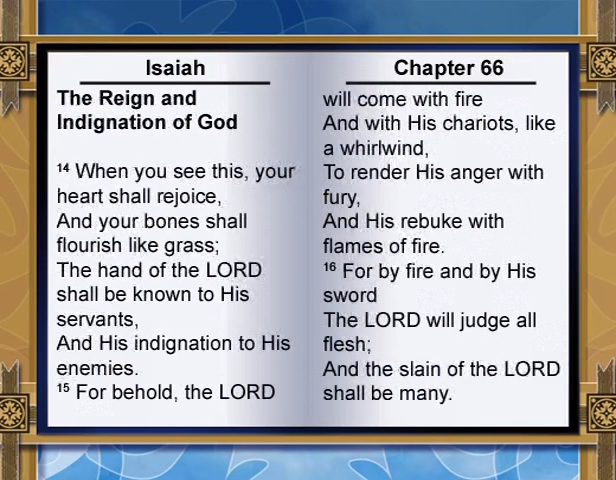 Isaiah
The Reign and
Indignation of God
¹⁴ When you see this, your
heart shall rejoice,
And your bones shall
flourish like grass;
The hand of the LORD
shall be known to His
servants,
And His indignation to His
enemies.
¹⁵ For behold, the LORD
Chapter 66
will come with fire
And with His chariots, like
a whirlwind,
To render His anger with
fury,
And His rebuke with
flames of fire.
¹⁶ For by fire and by His
sword
The LORD will judge all
flesh;
And the slain of the LORD
shall be many.